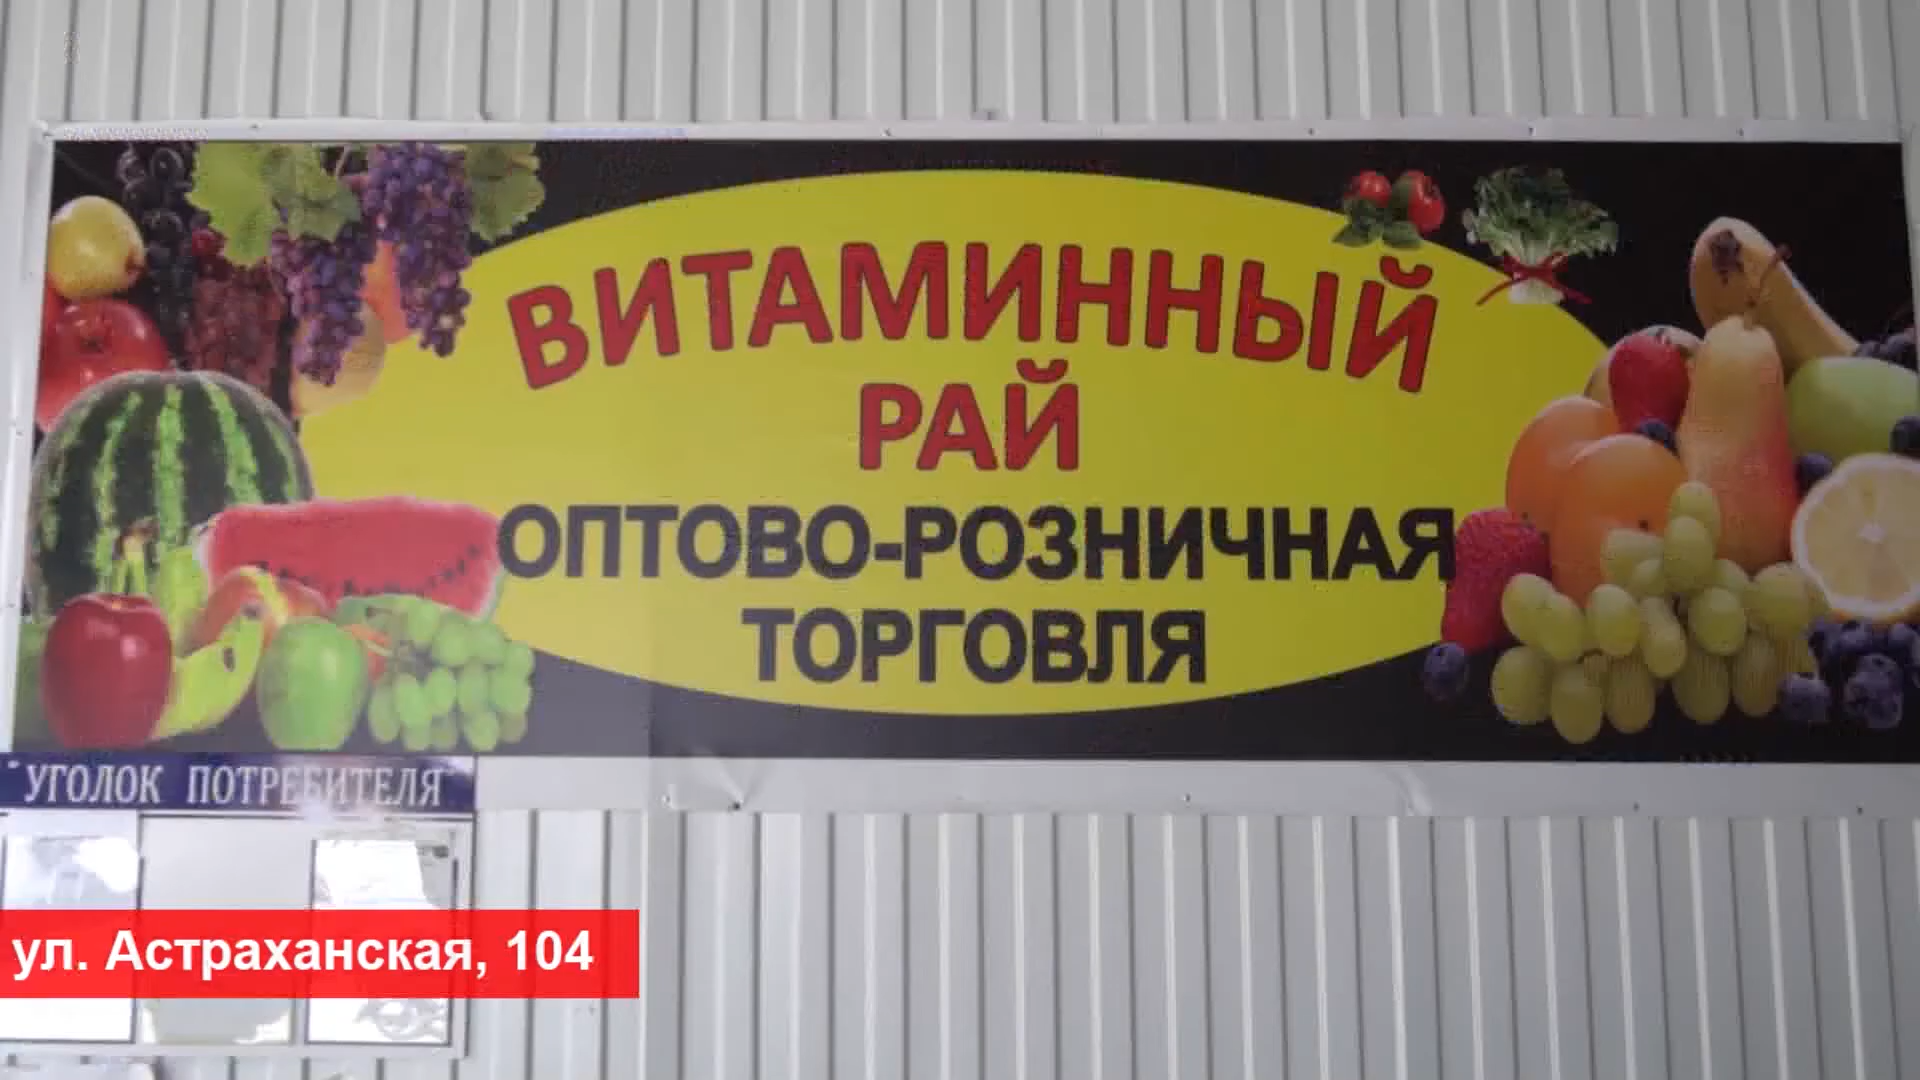 ВИТАМИННЫЙ
РАЙ
ОПТОВО-РОЗНИЧНАЯ
ТОРГОВЛЯ
"УГОЛОК ПОТРЕБИТЕЛЯ"
ул. Астраханская, 104